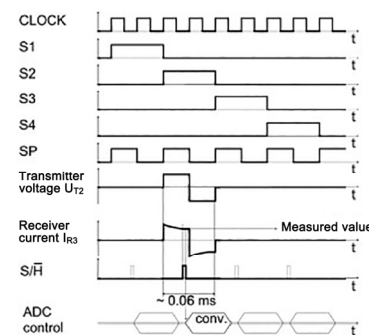 CLOCK
t
S1
t
S2
t
S3
t
S4
t
SP
t
Transmitter
voltage U_T2
t
Receiver
current I_R3
Measured value
t
S/H̅
t
~ 0.06 ms
ADC
control
conv.
t